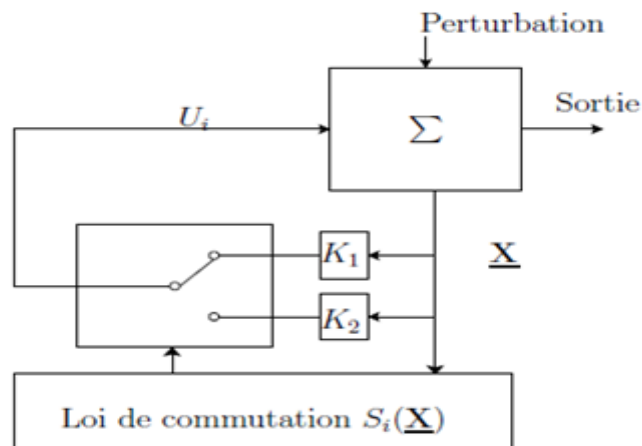 Perturbation
Sortie
U_i
Σ
K_1
X
K_2
Loi de commutation S_i(X)